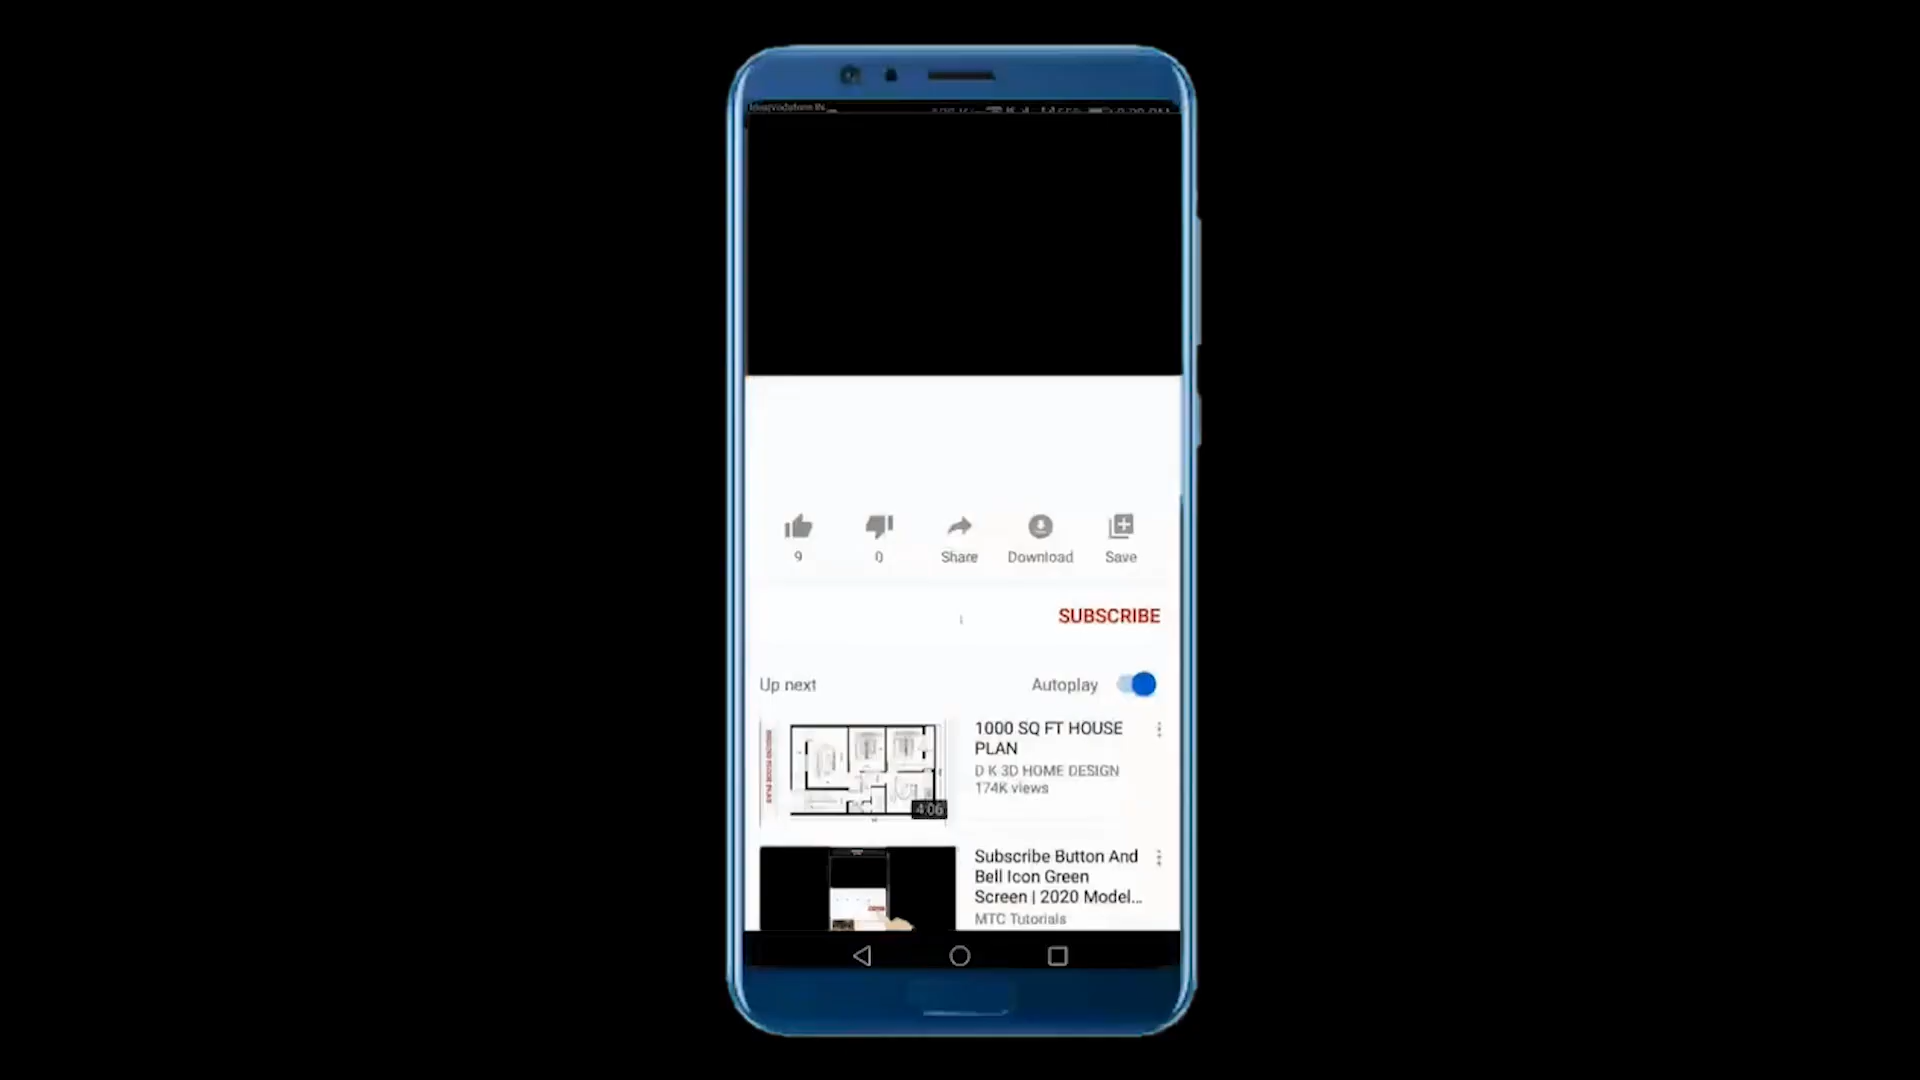 9
0
Share
Download
Save
SUBSCRIBE
Up next
Autoplay
1000 SQ FT HOUSE
PLAN
D K 3D HOME DESIGN
174K views
4:06
Subscribe Button And
Bell Icon Green
Screen | 2020 Model...
MTC Tutorials